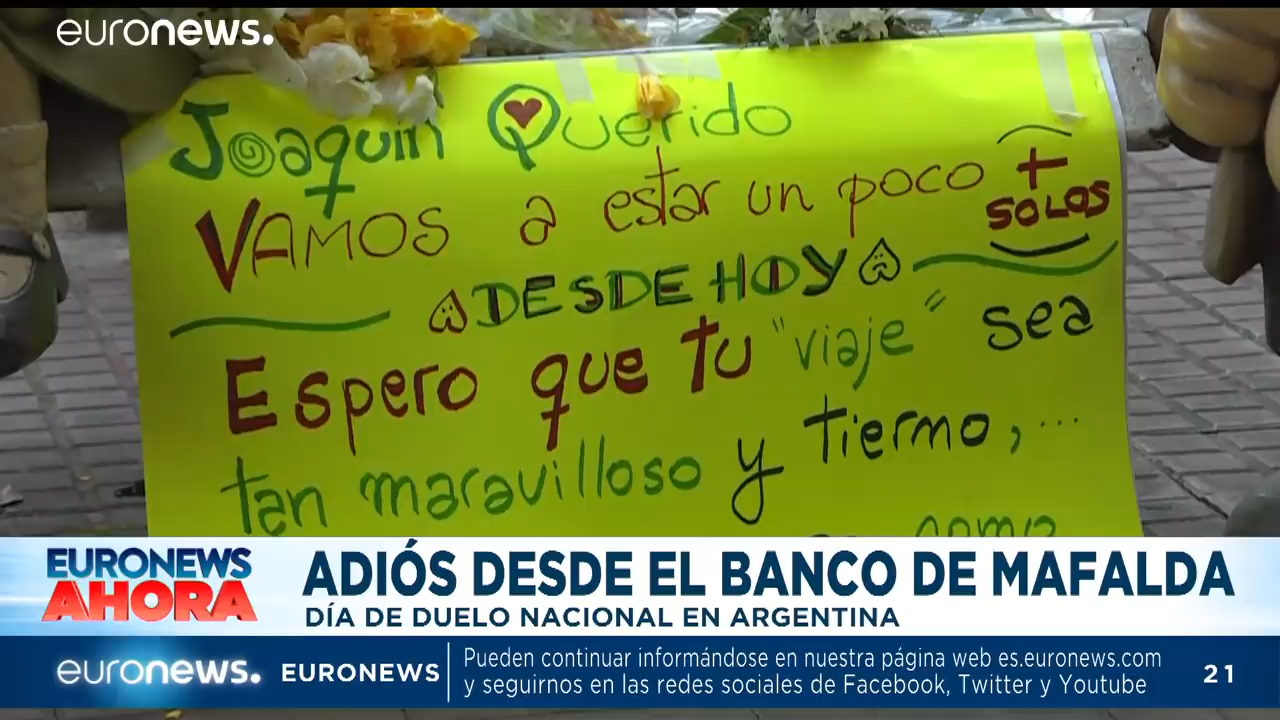 euronews.
Joaquín Querido
VAMOS a estar un poco + SOLOS
DESDE HOY
Espero que tu "viaje" sea
tan maravilloso y tierno, ...
como
EURONEWS
AHORA
ADIÓS DESDE EL BANCO DE MAFALDA
DÍA DE DUELO NACIONAL EN ARGENTINA
euronews.
EURONEWS
Pueden continuar informándose en nuestra página web es.euronews.com
y seguirnos en las redes sociales de Facebook, Twitter y Youtube
21